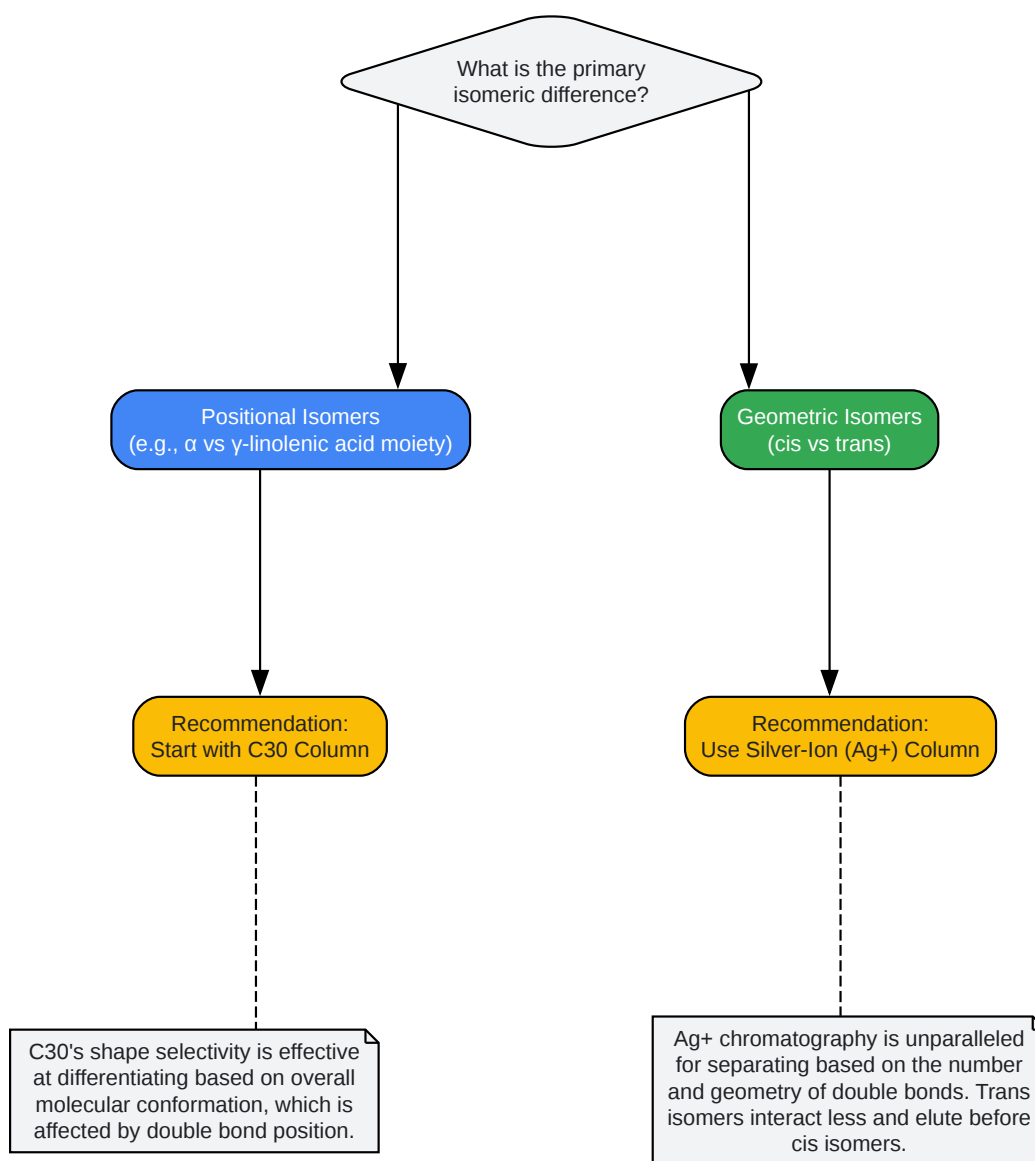 What is the primary
isomeric difference?
Positional Isomers
(e.g., α vs γ-linolenic acid moiety)
Geometric Isomers
(cis vs trans)
Recommendation:
Start with C30 Column
Recommendation:
Use Silver-Ion (Ag+) Column
C30's shape selectivity is effective
at differentiating based on overall
molecular conformation, which is
affected by double bond position.
Ag+ chromatography is unparalleled
for separating based on the number
and geometry of double bonds. Trans
isomers interact less and elute before
cis isomers.